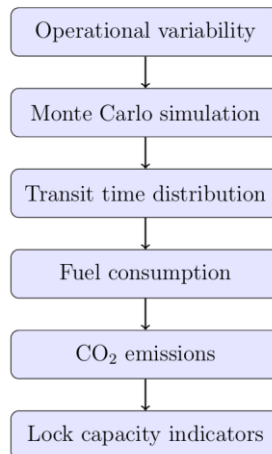 Operational variability
Monte Carlo simulation
Transit time distribution
Fuel consumption
CO₂ emissions
Lock capacity indicators